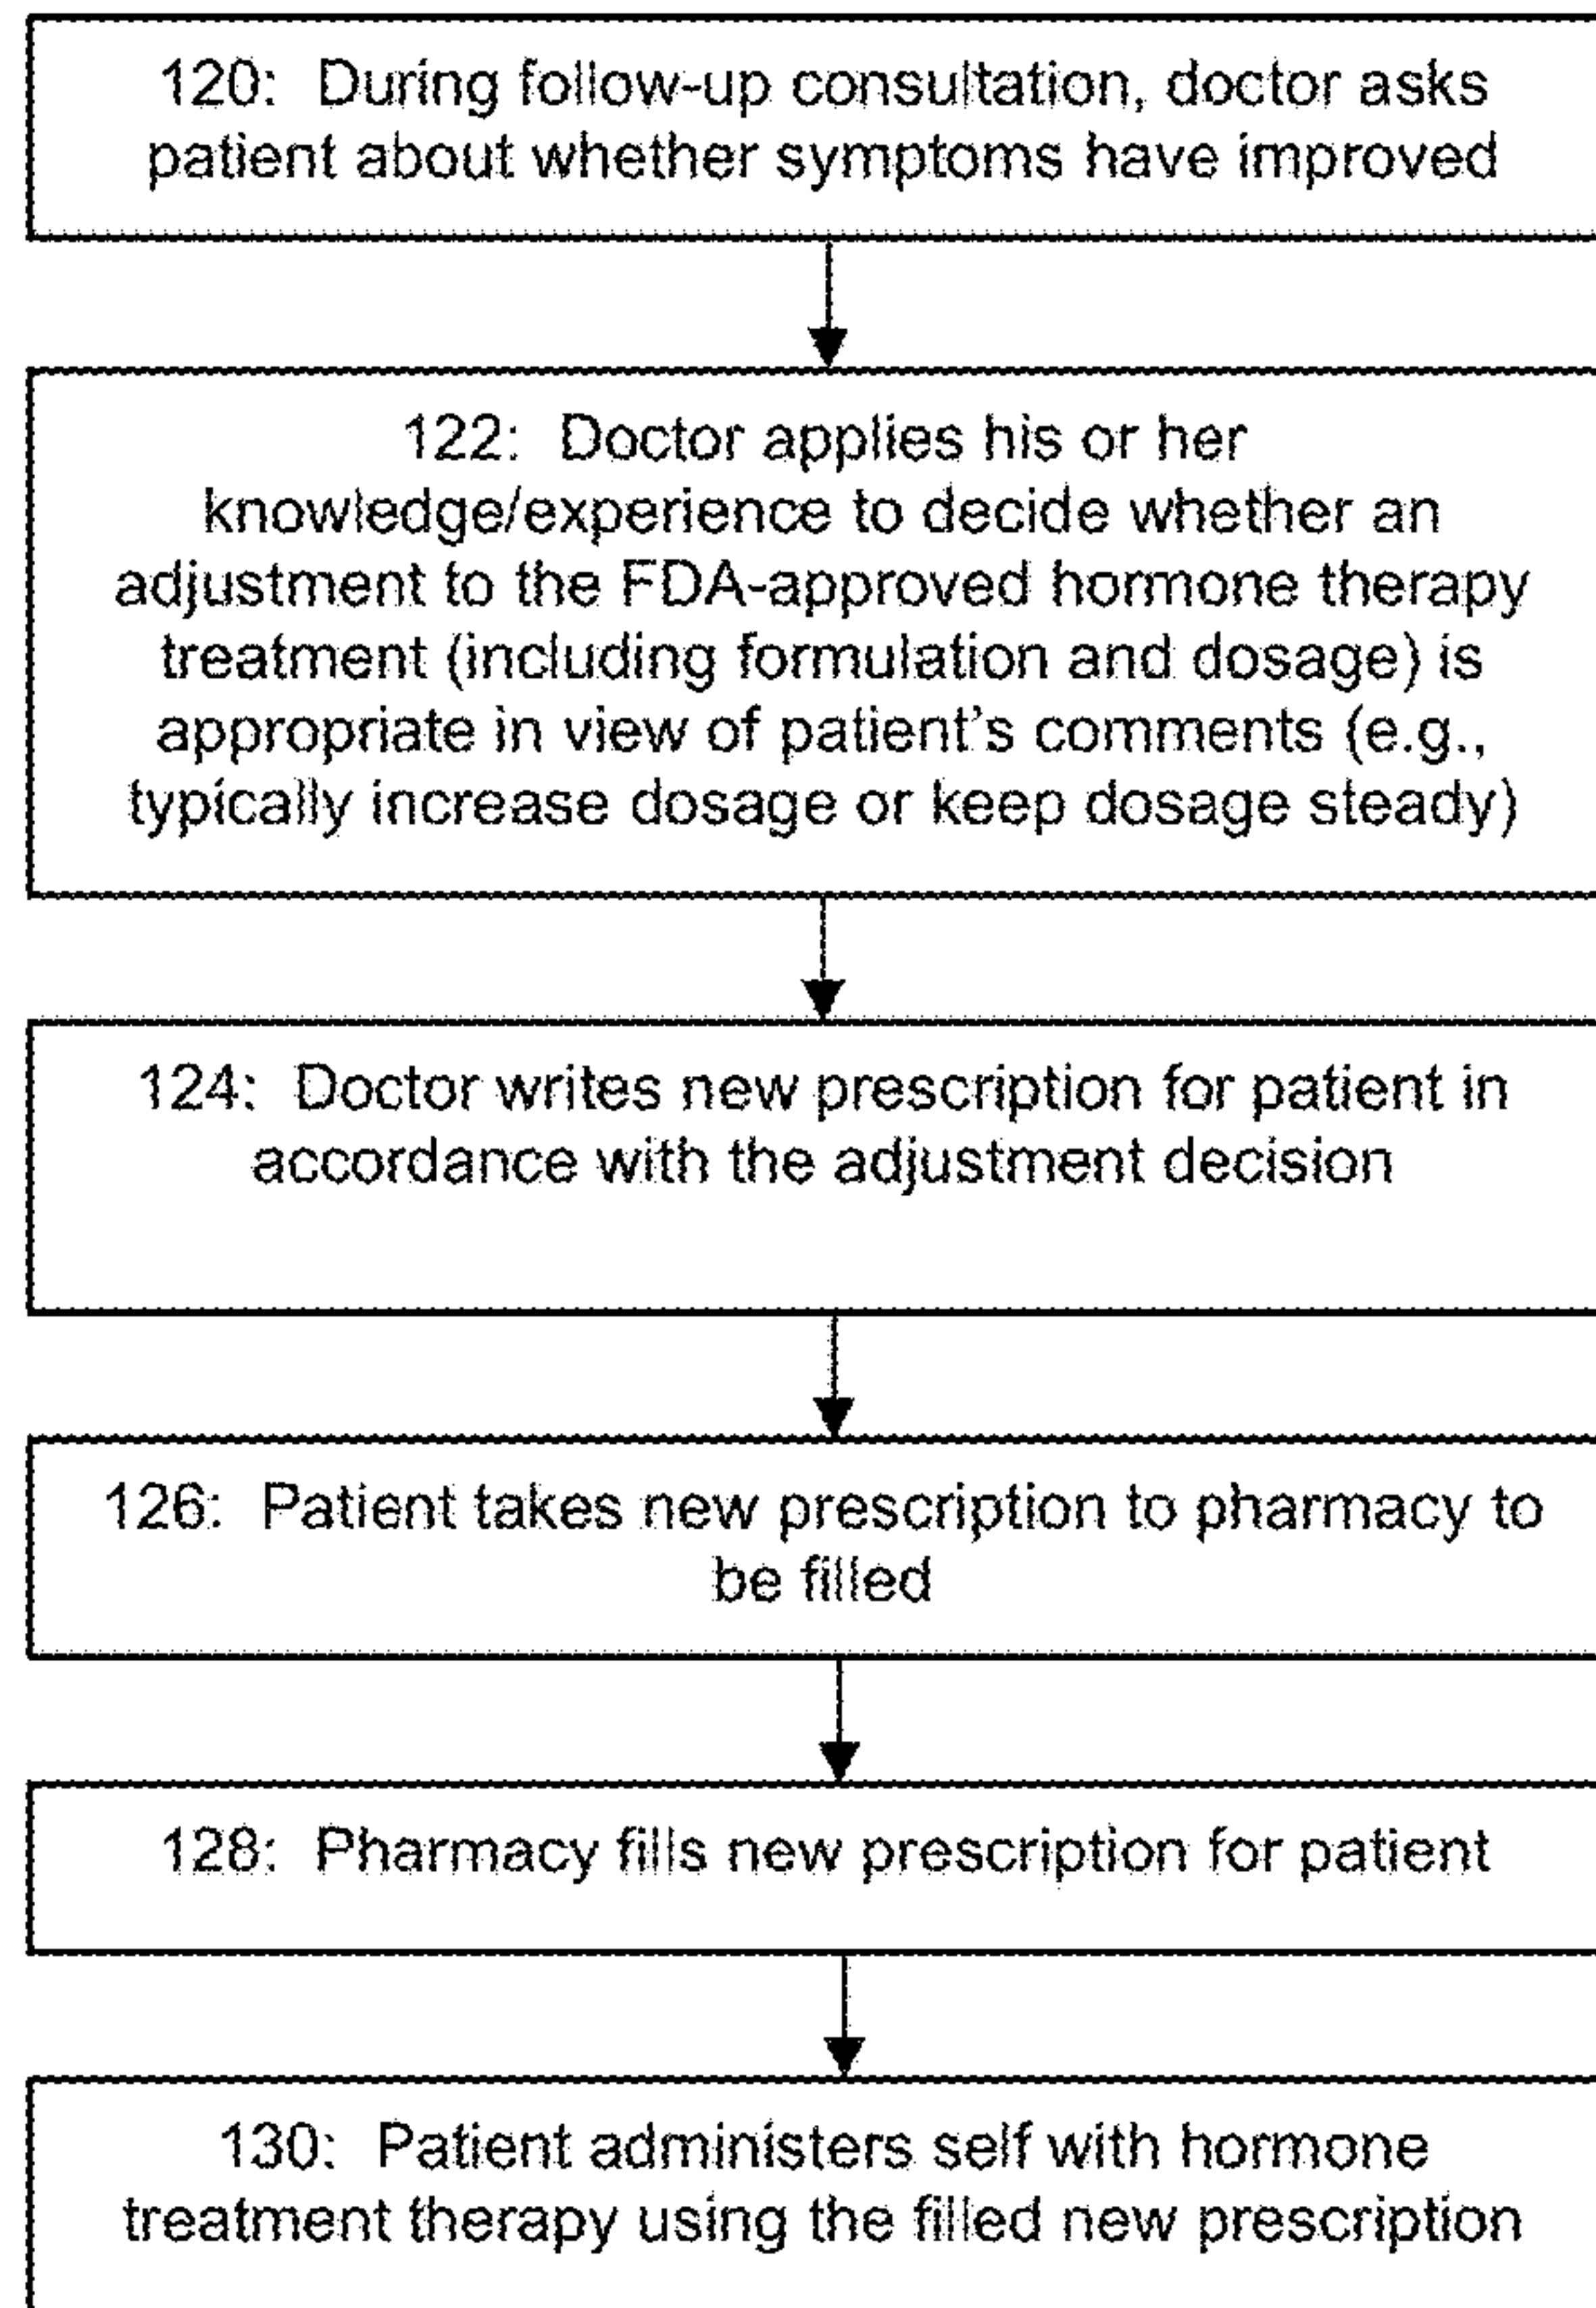 120: During follow-up consultation, doctor asks
patient about whether symptoms have improved
122: Doctor applies his or her
knowledge/experience to decide whether an
adjustment to the FDA-approved hormone therapy
treatment (including formulation and dosage) is
appropriate in view of patient's comments (e.g.,
typically increase dosage or keep dosage steady)
124: Doctor writes new prescription for patient in
accordance with the adjustment decision
126: Patient takes new prescription to pharmacy to
be filled
128: Pharmacy fills new prescription for patient
130: Patient administers self with hormone
treatment therapy using the filled new prescription